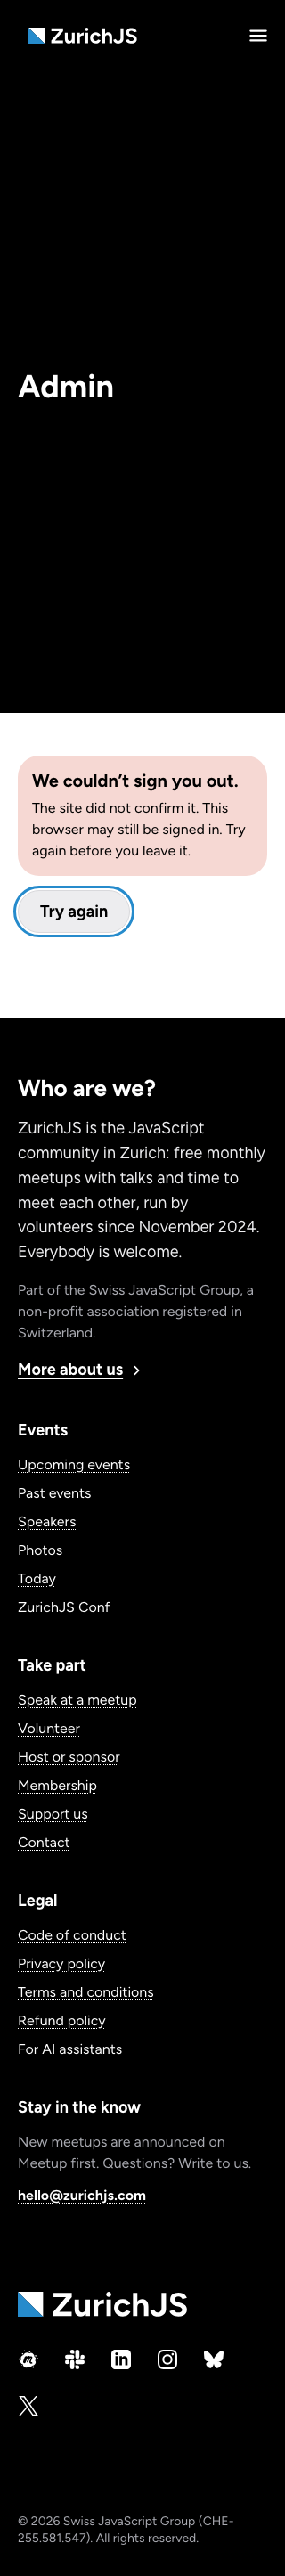 ZurichJS
Admin
We couldn’t sign you out.
The site did not confirm it. This
browser may still be signed in. Try
again before you leave it.
Try again
Who are we?
ZurichJS is the JavaScript
community in Zurich: free monthly
meetups with talks and time to
meet each other, run by
volunteers since November 2024.
Everybody is welcome.
Part of the Swiss JavaScript Group, a
non-profit association registered in
Switzerland.
More about us
Events
Upcoming events
Past events
Speakers
Photos
Today
ZurichJS Conf
Take part
Speak at a meetup
Volunteer
Host or sponsor
Membership
Support us
Contact
Legal
Code of conduct
Privacy policy
Terms and conditions
Refund policy
For AI assistants
Stay in the know
New meetups are announced on
Meetup first. Questions? Write to us.
hello@zurichjs.com
ZurichJS
© 2026 Swiss JavaScript Group (CHE-
255.581.547). All rights reserved.